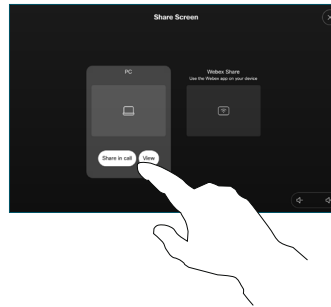 Share Screen
PC
Webex Share
Use the Webex app on your device
Share in call
View